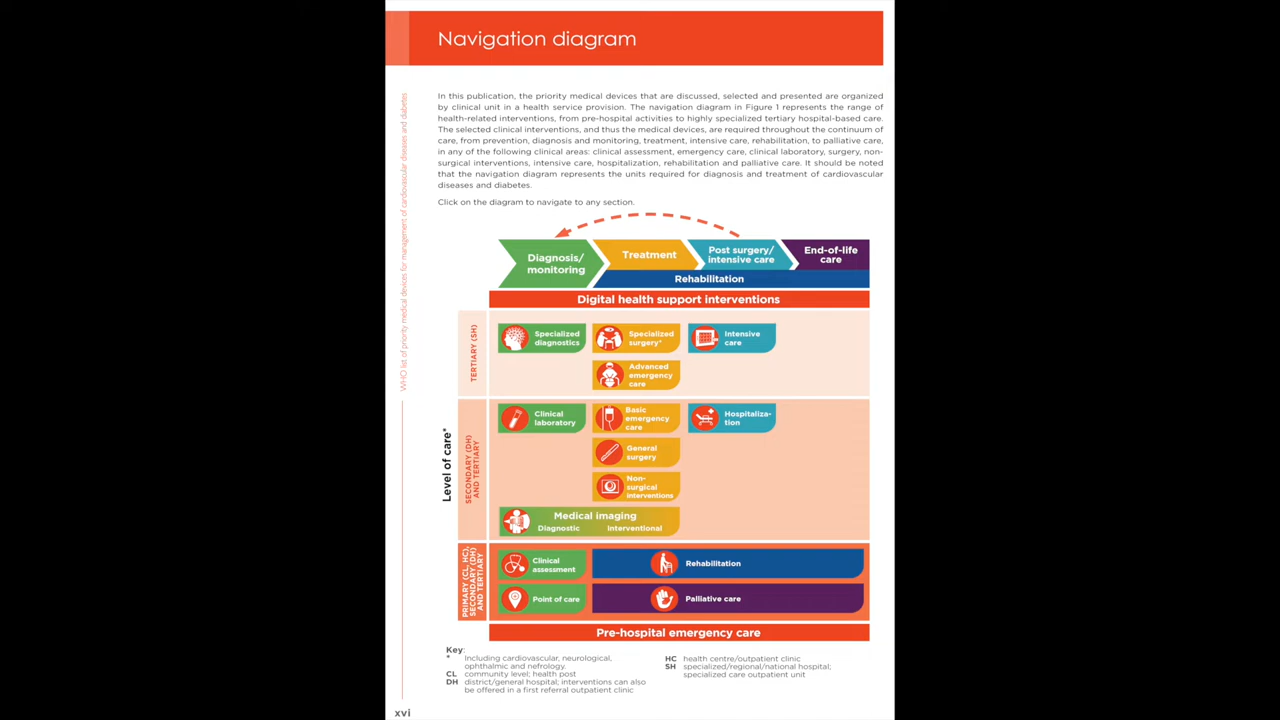 Navigation diagram
In this publication, the priority medical devices that are discussed, selected and presented are organized
by clinical unit in a health service provision. The navigation diagram in Figure 1 represents the range of
health-related interventions, from pre-hospital activities to highly specialized tertiary hospital-based care.
The selected clinical interventions, and thus the medical devices, are required throughout the continuum of
care, from prevention, diagnosis and monitoring, treatment, intensive care, rehabilitation, to palliative care,
in any of the following clinical areas: clinical assessment, emergency care, clinical laboratory, surgery, non-
surgical interventions, intensive care, hospitalization, rehabilitation and palliative care. It should be noted
that the navigation diagram represents the units required for diagnosis and treatment of cardiovascular
diseases and diabetes.
Click on the diagram to navigate to any section.
WHO list of priority medical devices for management of cardiovascular diseases and diabetes
Diagnosis/
monitoring
Treatment
Post surgery/
intensive care
End-of-life
care
Rehabilitation
Digital health support interventions
Level of care*
TERTIARY (SH)
Specialized
diagnostics
Specialized
surgery*
Intensive
care
Advanced
emergency
care
SECONDARY (DH)
AND TERTIARY
Clinical
laboratory
Basic
emergency
care
Hospitaliza-
tion
General
surgery
Non-
surgical
interventions
Medical imaging
Diagnostic Interventional
PRIMARY (CL, HC),
SECONDARY (DH)
AND TERTIARY
Clinical
assessment
Rehabilitation
Point of care
Palliative care
Pre-hospital emergency care
Key:
* Including cardiovascular, neurological,
ophthalmic and nefrology.
CL community level; health post
DH district/general hospital; interventions can also
be offered in a first referral outpatient clinic
HC health centre/outpatient clinic
SH specialized/regional/national hospital;
specialized care outpatient unit
xvi